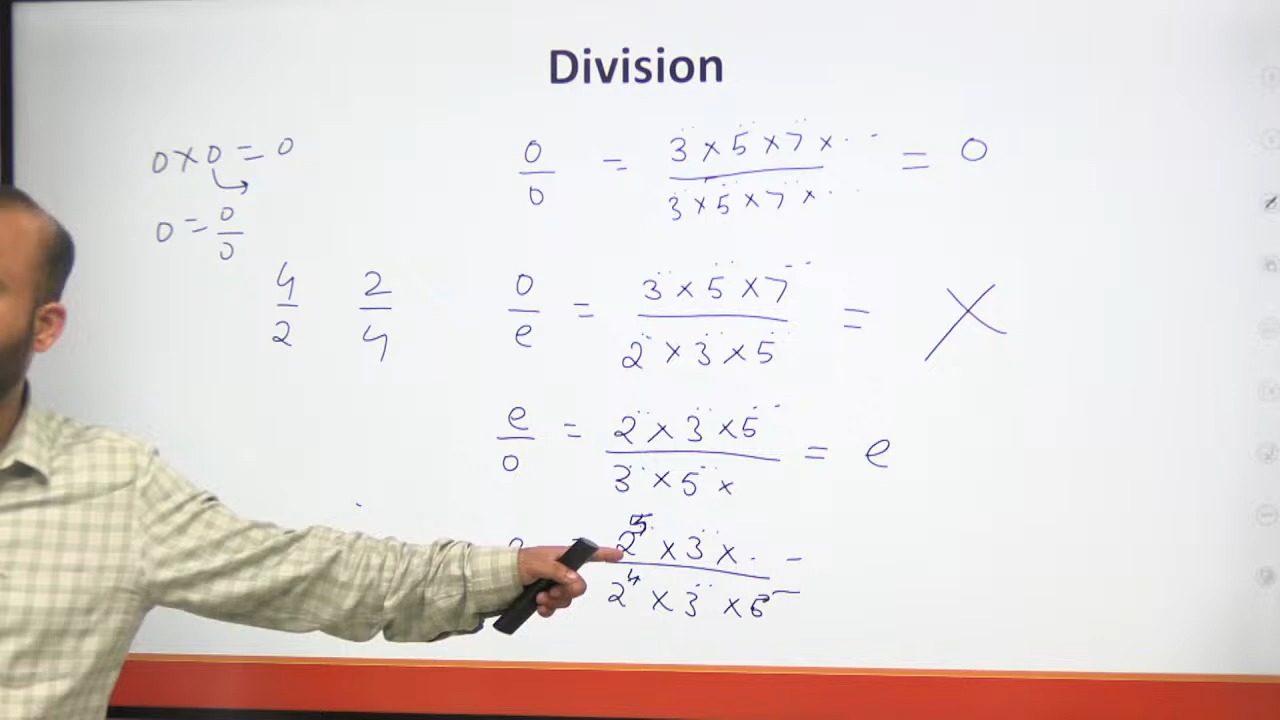 Division
0×0=0
0=0/0
4/2 2/4
0/0 = 3×5×7×.../3×5×7×... = 0
0/e = 3×5×7/2×3×5 = X
e/0 = 2×3×5/3×5× = e
2^5×3×.. –/2^4×3×5 –